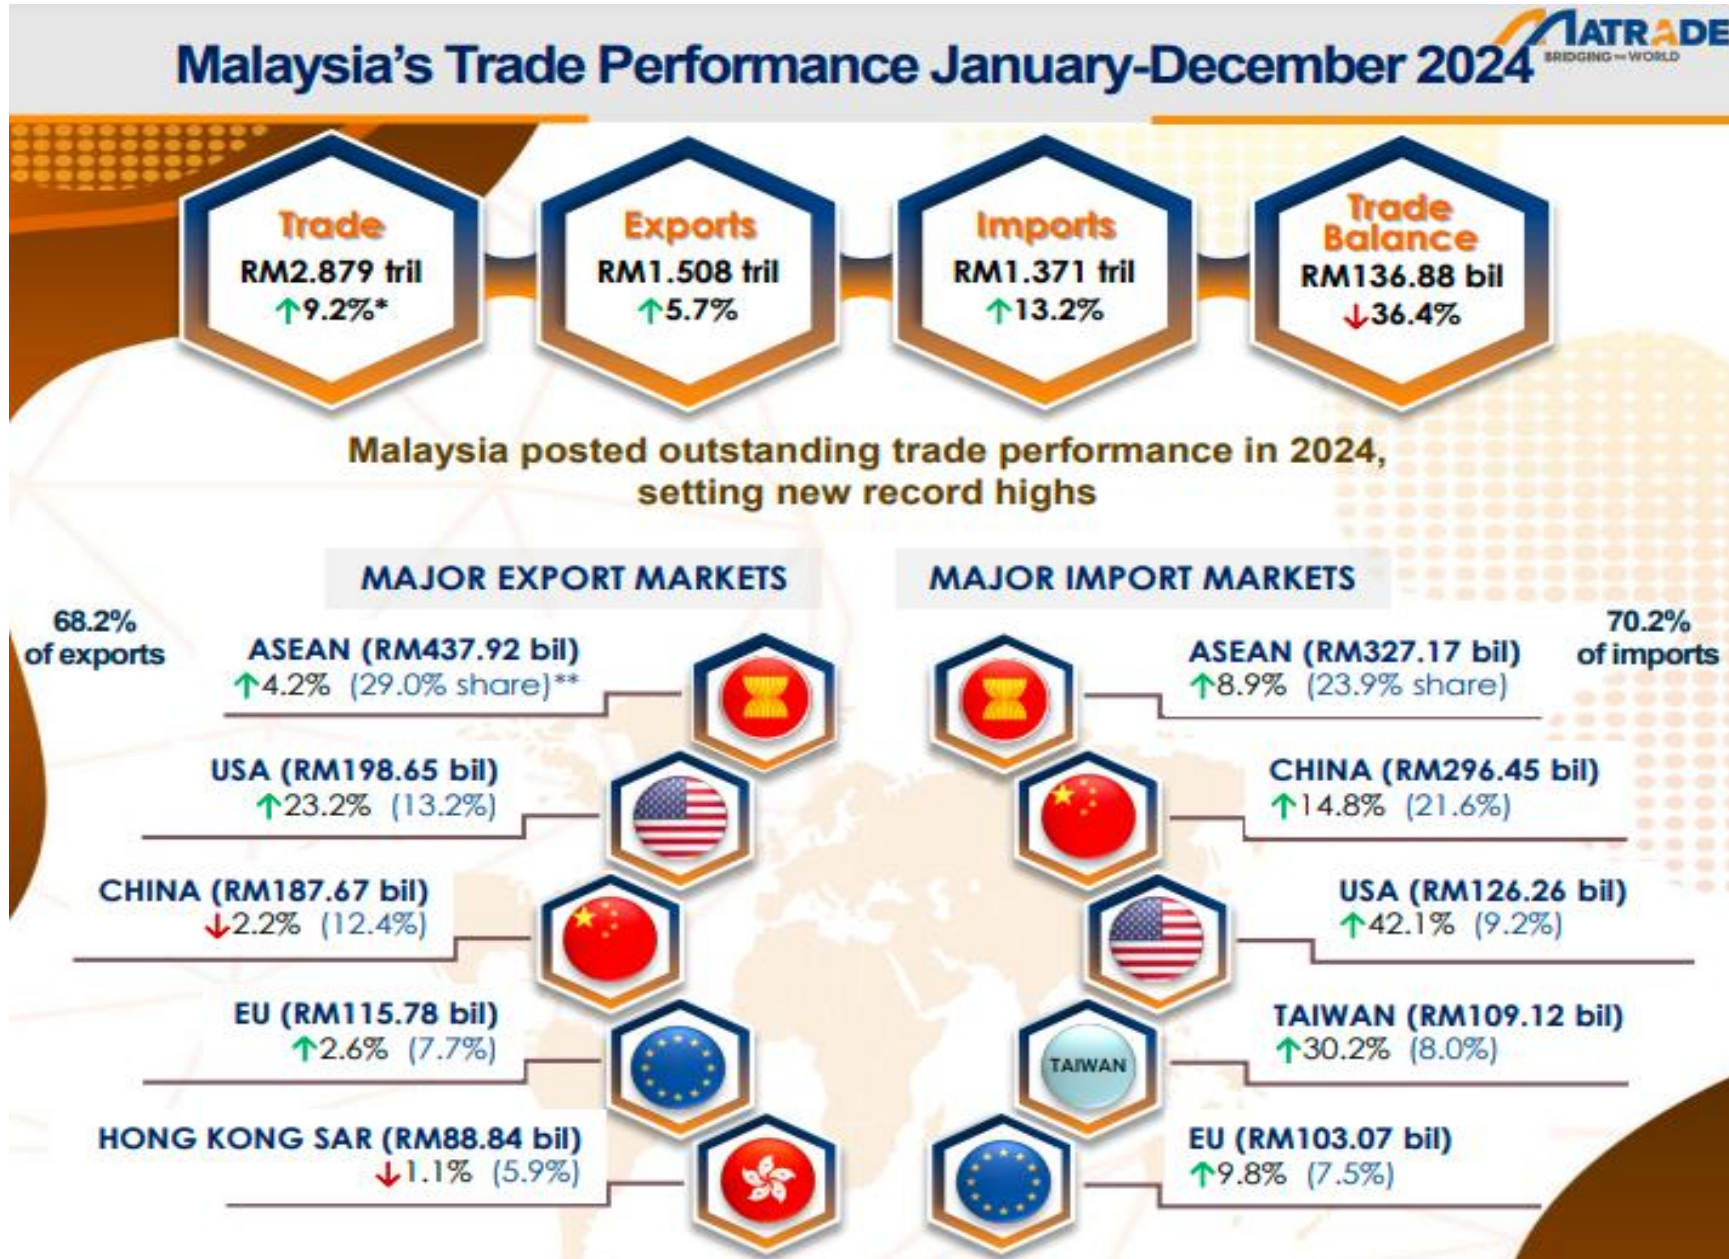 Malaysia's Trade Performance January-December 2024
MATRADE
BRIDGING THE WORLD
Trade
RM2.879 tril
↑9.2%*
Exports
RM1.508 tril
↑5.7%
Imports
RM1.371 tril
↑13.2%
Trade
Balance
RM136.88 bil
↓36.4%
Malaysia posted outstanding trade performance in 2024,
setting new record highs
MAJOR EXPORT MARKETS
68.2%
of exports
ASEAN (RM437.92 bil)
↑4.2% (29.0% share)**
USA (RM198.65 bil)
↑23.2% (13.2%)
CHINA (RM187.67 bil)
↓2.2% (12.4%)
EU (RM115.78 bil)
↑2.6% (7.7%)
HONG KONG SAR (RM88.84 bil)
↓1.1% (5.9%)
MAJOR IMPORT MARKETS
70.2%
of imports
ASEAN (RM327.17 bil)
↑8.9% (23.9% share)
CHINA (RM296.45 bil)
↑14.8% (21.6%)
USA (RM126.26 bil)
↑42.1% (9.2%)
TAIWAN (RM109.12 bil)
↑30.2% (8.0%)
TAIWAN
EU (RM103.07 bil)
↑9.8% (7.5%)